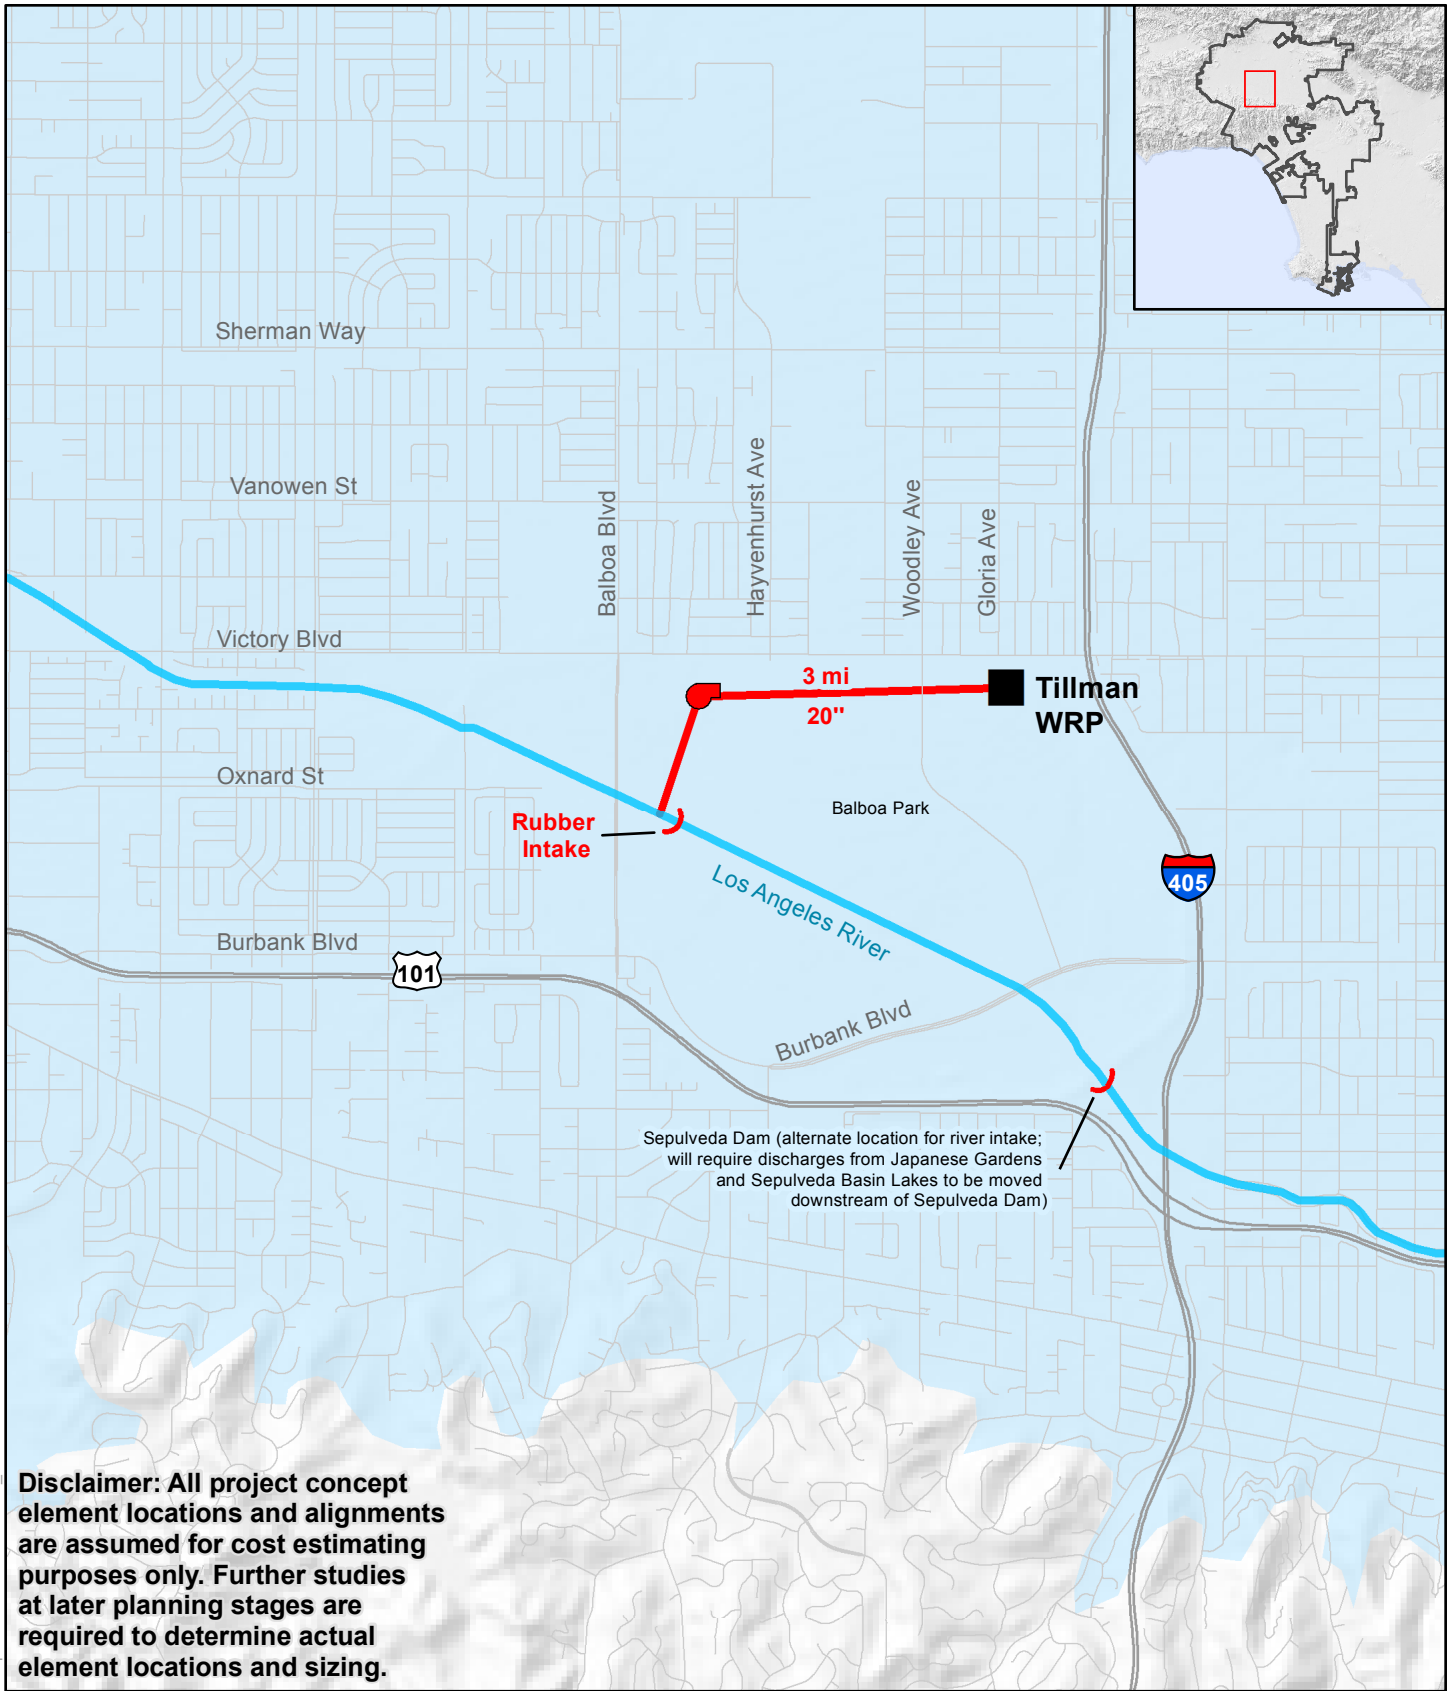 Sherman Way
Vanowen St
Balboa Blvd
Hayvenhurst Ave
Woodley Ave
Gloria Ave
Victory Blvd
3 mi
20"
Tillman
WRP
Oxnard St
Rubber
Intake
Balboa Park
405
Los Angeles River
Burbank Blvd
101
Burbank Blvd
Sepulveda Dam (alternate location for river intake;
will require discharges from Japanese Gardens
and Sepulveda Basin Lakes to be moved
downstream of Sepulveda Dam)
Disclaimer: All project concept
element locations and alignments
are assumed for cost estimating
purposes only. Further studies
at later planning stages are
required to determine actual
element locations and sizing.